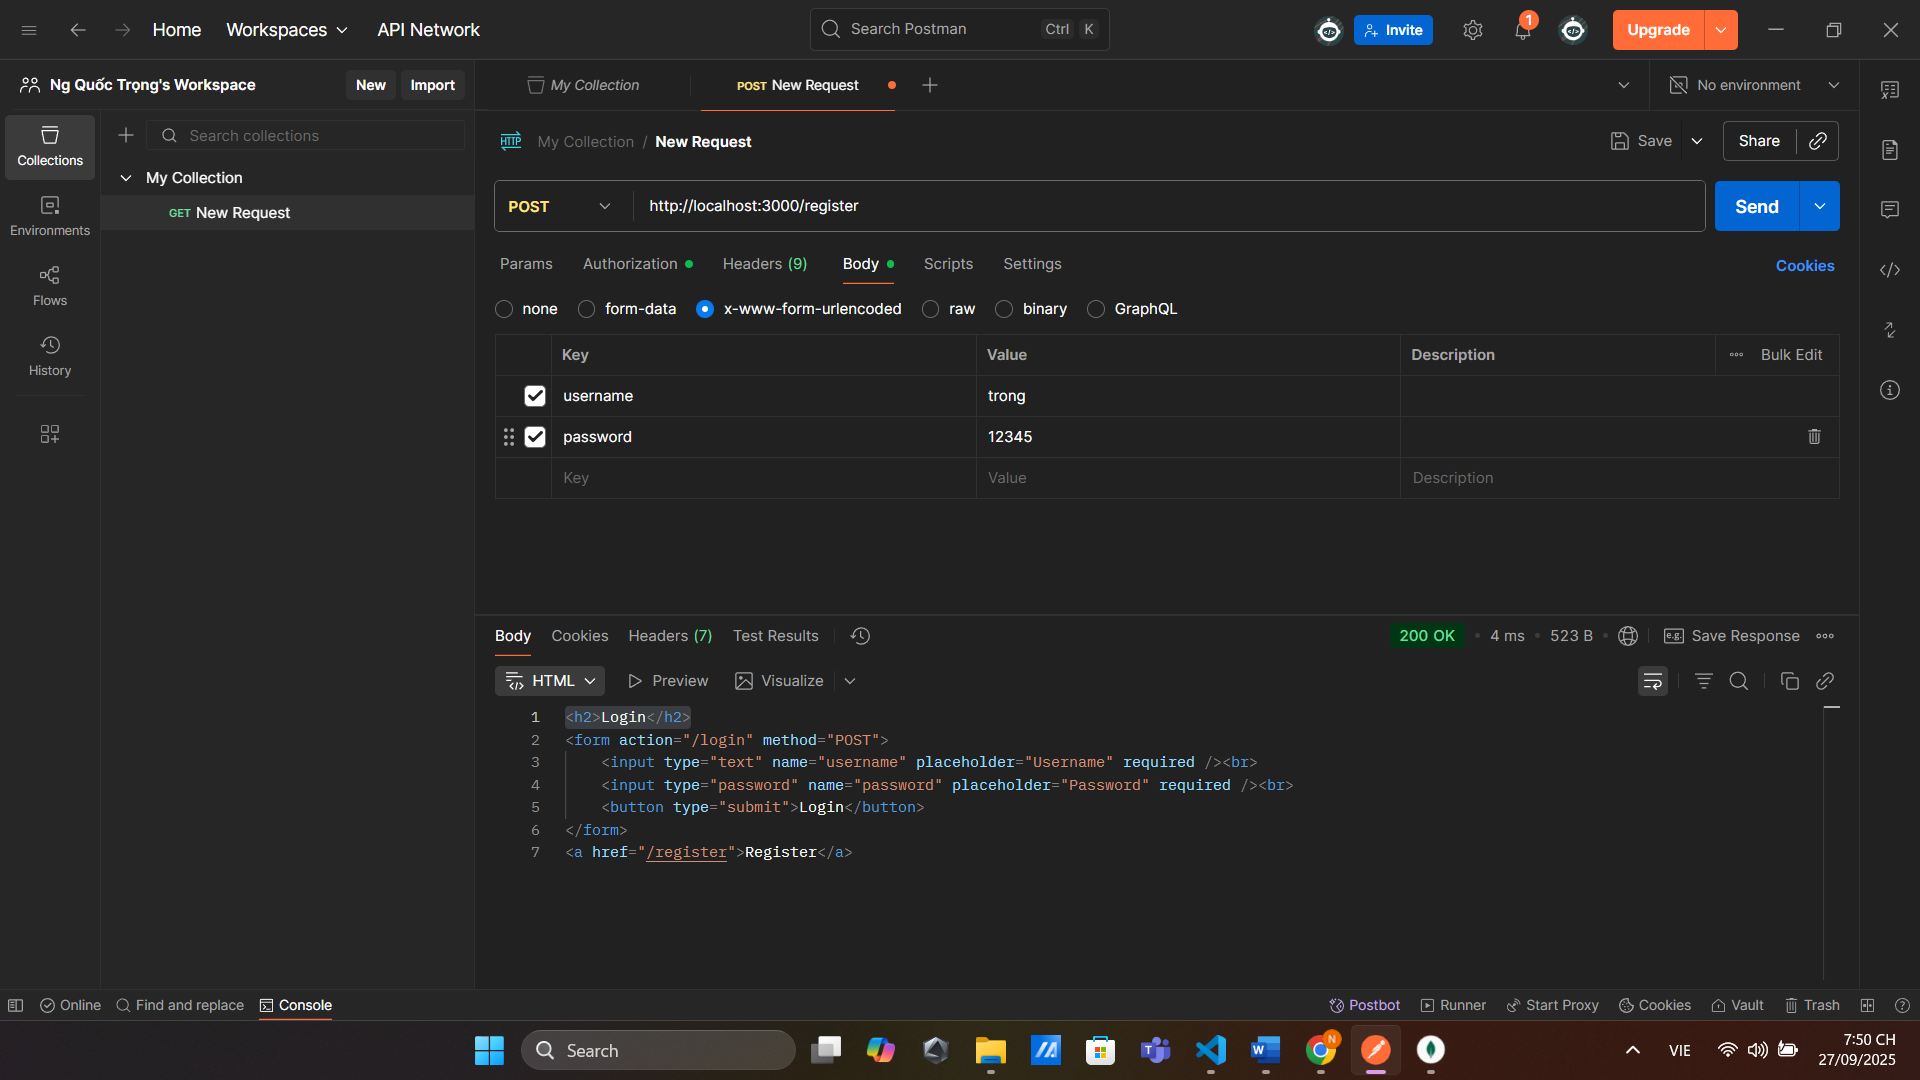 Home
Workspaces
API Network
Search Postman
Ctrl K
Invite
1
Upgrade
Ng Quốc Trọng's Workspace
New
Import
My Collection
POST New Request
No environment
Collections
Environments
Flows
History
Search collections
My Collection
GET New Request
HTTP My Collection / New Request
Save
Share
POST
http://localhost:3000/register
Send
Params
Authorization
Headers (9)
Body
Scripts
Settings
Cookies
none
form-data
x-www-form-urlencoded
raw
binary
GraphQL
Key Value Description Bulk Edit
username trong
password 12345
Key Value Description
Body
Cookies
Headers (7)
Test Results
200 OK
4 ms
523 B
e.g. Save Response
HTML
Preview
Visualize
1 <h2>Login</h2>
2 <form action="/login" method="POST">
3 <input type="text" name="username" placeholder="Username" required /><br>
4 <input type="password" name="password" placeholder="Password" required /><br>
5 <button type="submit">Login</button>
6 </form>
7 <a href="/register">Register</a>
Online
Find and replace
Console
Postbot
Runner
Start Proxy
Cookies
Vault
Trash
Search
N
VIE
7:50 CH
27/09/2025